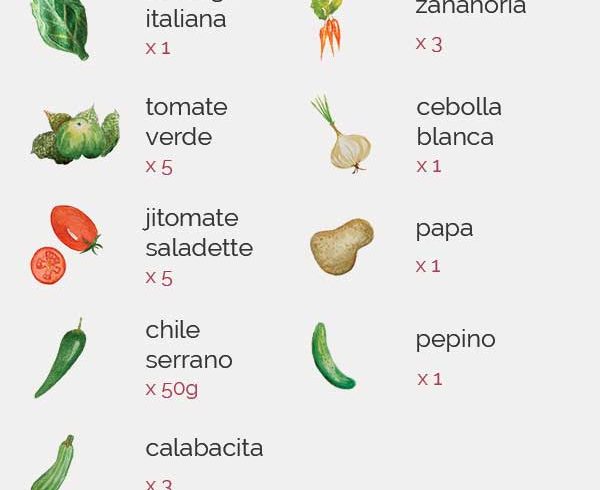 italiana
x 1
tomate
verde
x 5
jitomate
saladette
x 5
chile
serrano
x 50g
calabacita
x 3
zanahoria
x 3
cebolla
blanca
x 1
papa
x 1
pepino
x 1